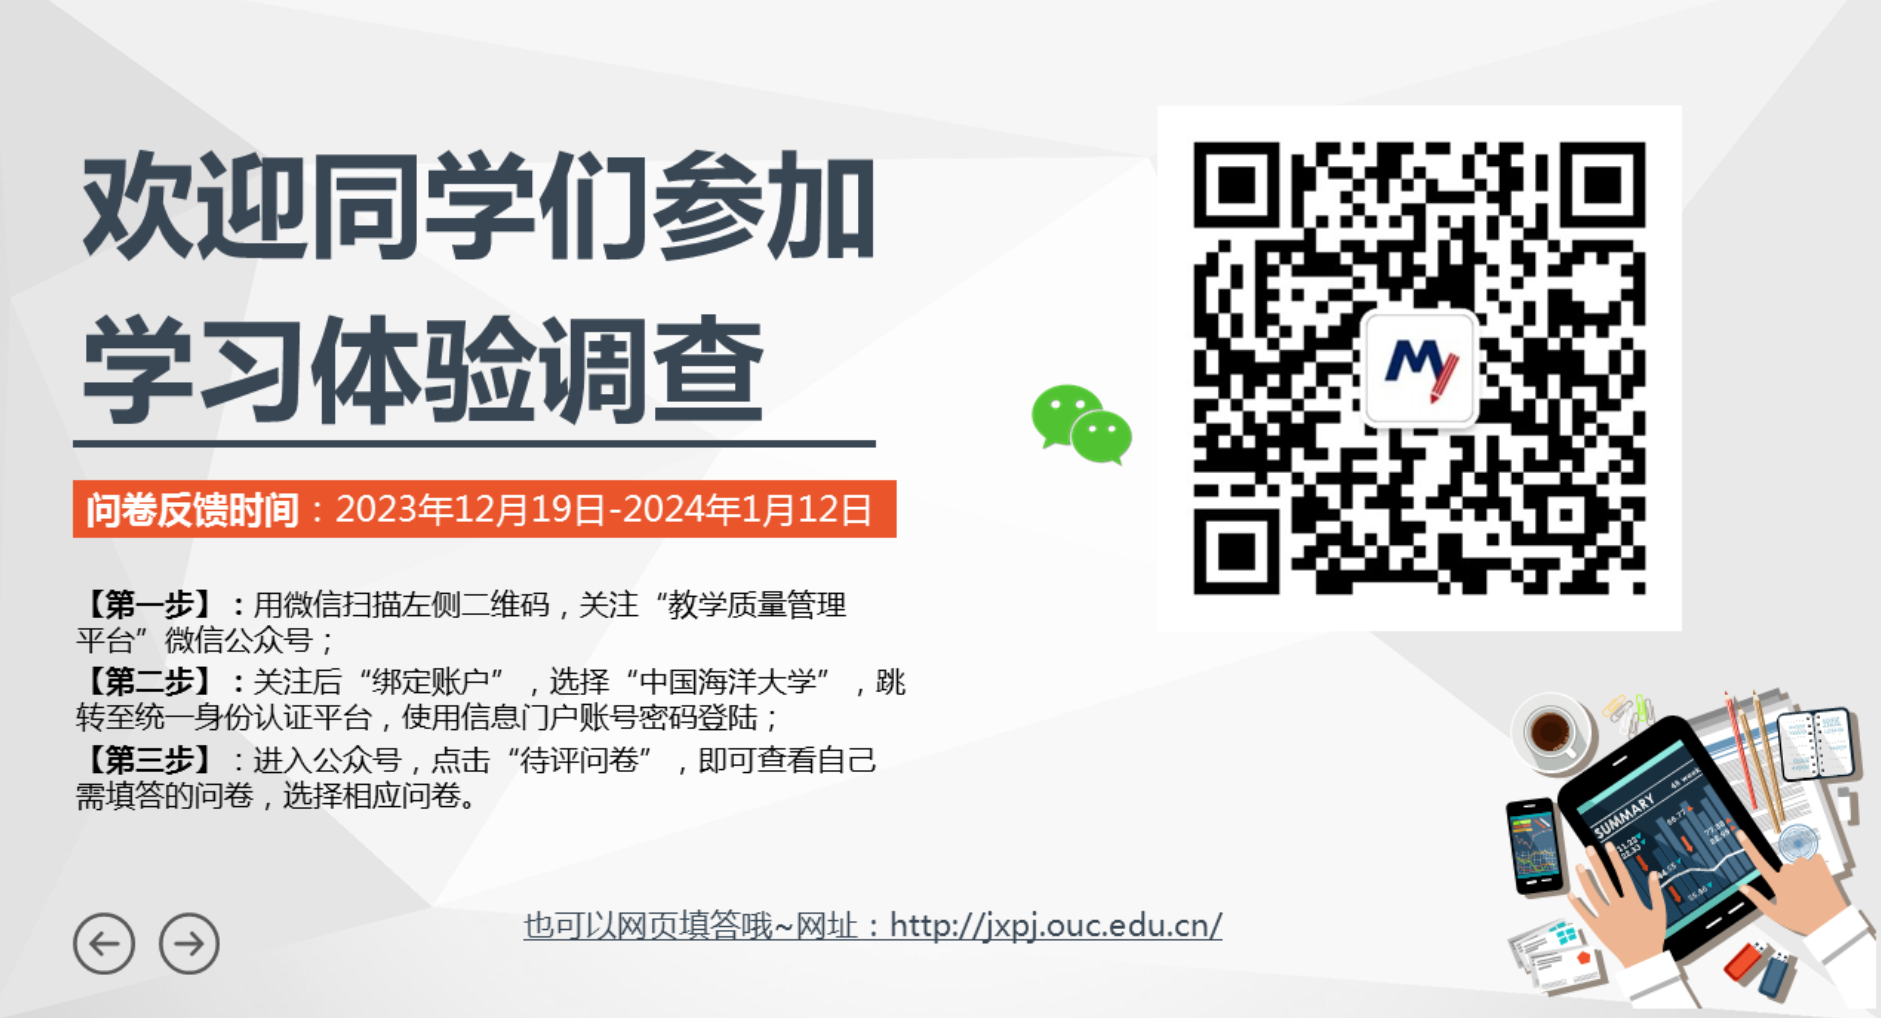 欢迎同学们参加
学习体验调查
问卷反馈时间：2023年12月19日-2024年1月12日
【第一步】：用微信扫描左侧二维码，关注“教学质量管理
平台”微信公众号；
【第二步】：关注后“绑定账户”，选择“中国海洋大学”，跳
转至统一身份认证平台，使用信息门户账号密码登陆；
【第三步】：进入公众号，点击“待评问卷”，即可查看自己
需填答的问卷，选择相应问卷。
也可以网页填答哦~网址：http://jxpj.ouc.edu.cn/
My
SUMMARY